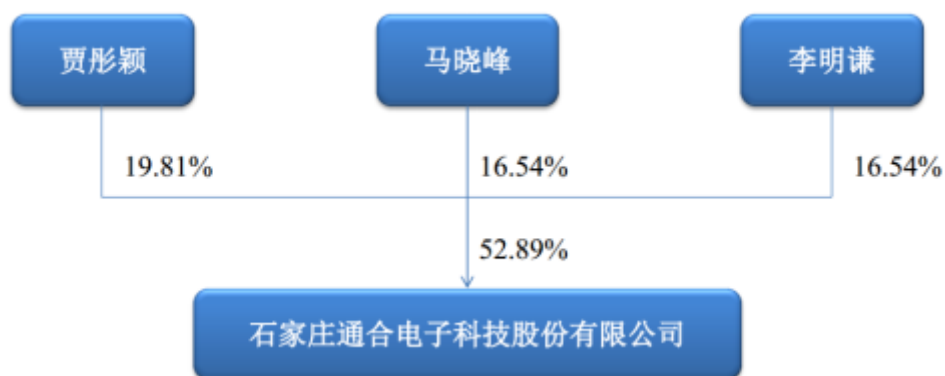 贾彤颖
马晓峰
李明谦
19.81%
16.54%
16.54%
52.89%
石家庄通合电子科技股份有限公司